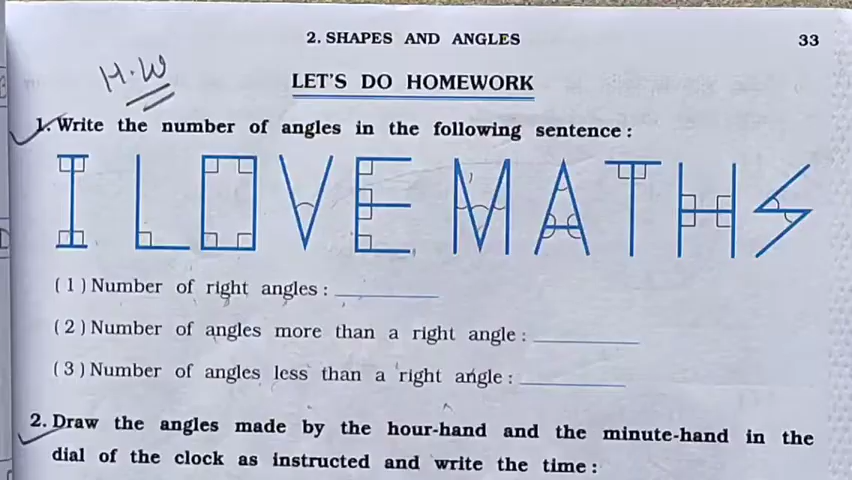 2. SHAPES AND ANGLES 33
H.W
LET'S DO HOMEWORK
1. Write the number of angles in the following sentence :
I LOVE MATHS
( 1 ) Number of right angles :
( 2 ) Number of angles more than a right angle :
( 3 ) Number of angles less than a right angle :
2. Draw the angles made by the hour-hand and the minute-hand in the
dial of the clock as instructed and write the time :